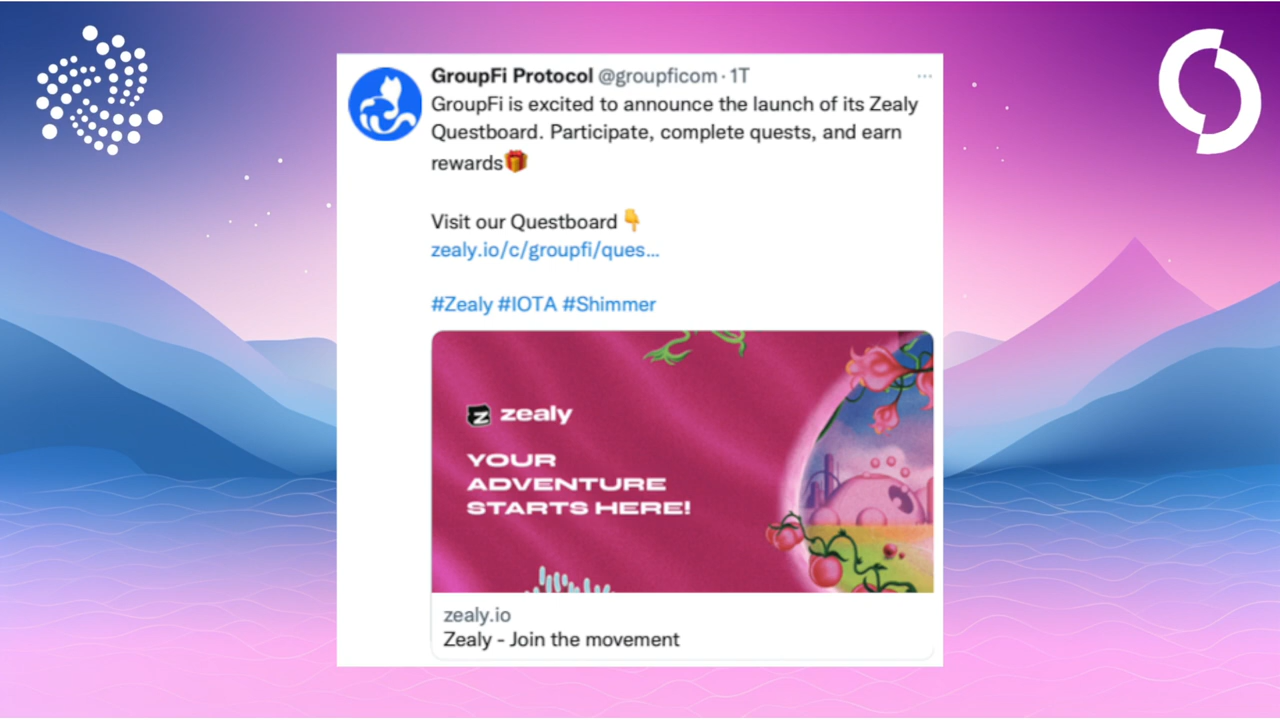 GroupFi Protocol @groupficom · 1T
GroupFi is excited to announce the launch of its Zealy
Questboard. Participate, complete quests, and earn
rewards🎁
Visit our Questboard 👇
zealy.io/c/groupfi/ques...
#Zealy #IOTA #Shimmer
Z zealy
YOUR
ADVENTURE
STARTS HERE!
zealy.io
Zealy - Join the movement